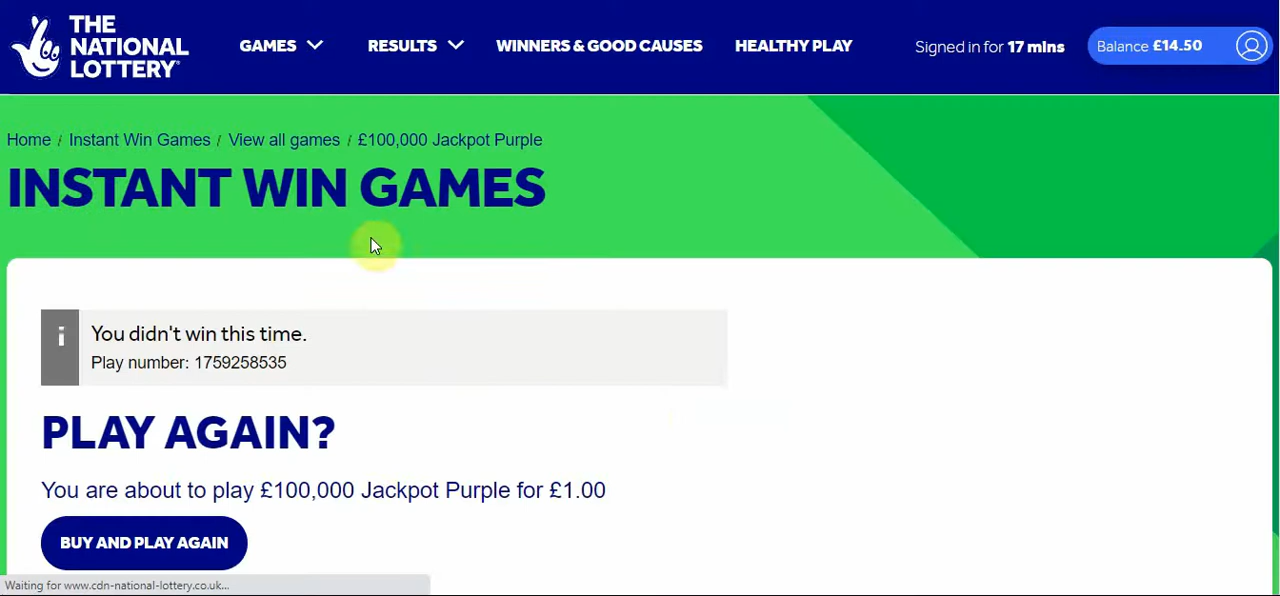 THE
NATIONAL
LOTTERY®
GAMES
RESULTS
WINNERS & GOOD CAUSES
HEALTHY PLAY
Signed in for 17 mins
Balance £14.50
Home / Instant Win Games / View all games / £100,000 Jackpot Purple
INSTANT WIN GAMES
i
You didn't win this time.
Play number: 1759258535
PLAY AGAIN?
You are about to play £100,000 Jackpot Purple for £1.00
BUY AND PLAY AGAIN
Waiting for www.cdn-national-lottery.co.uk...